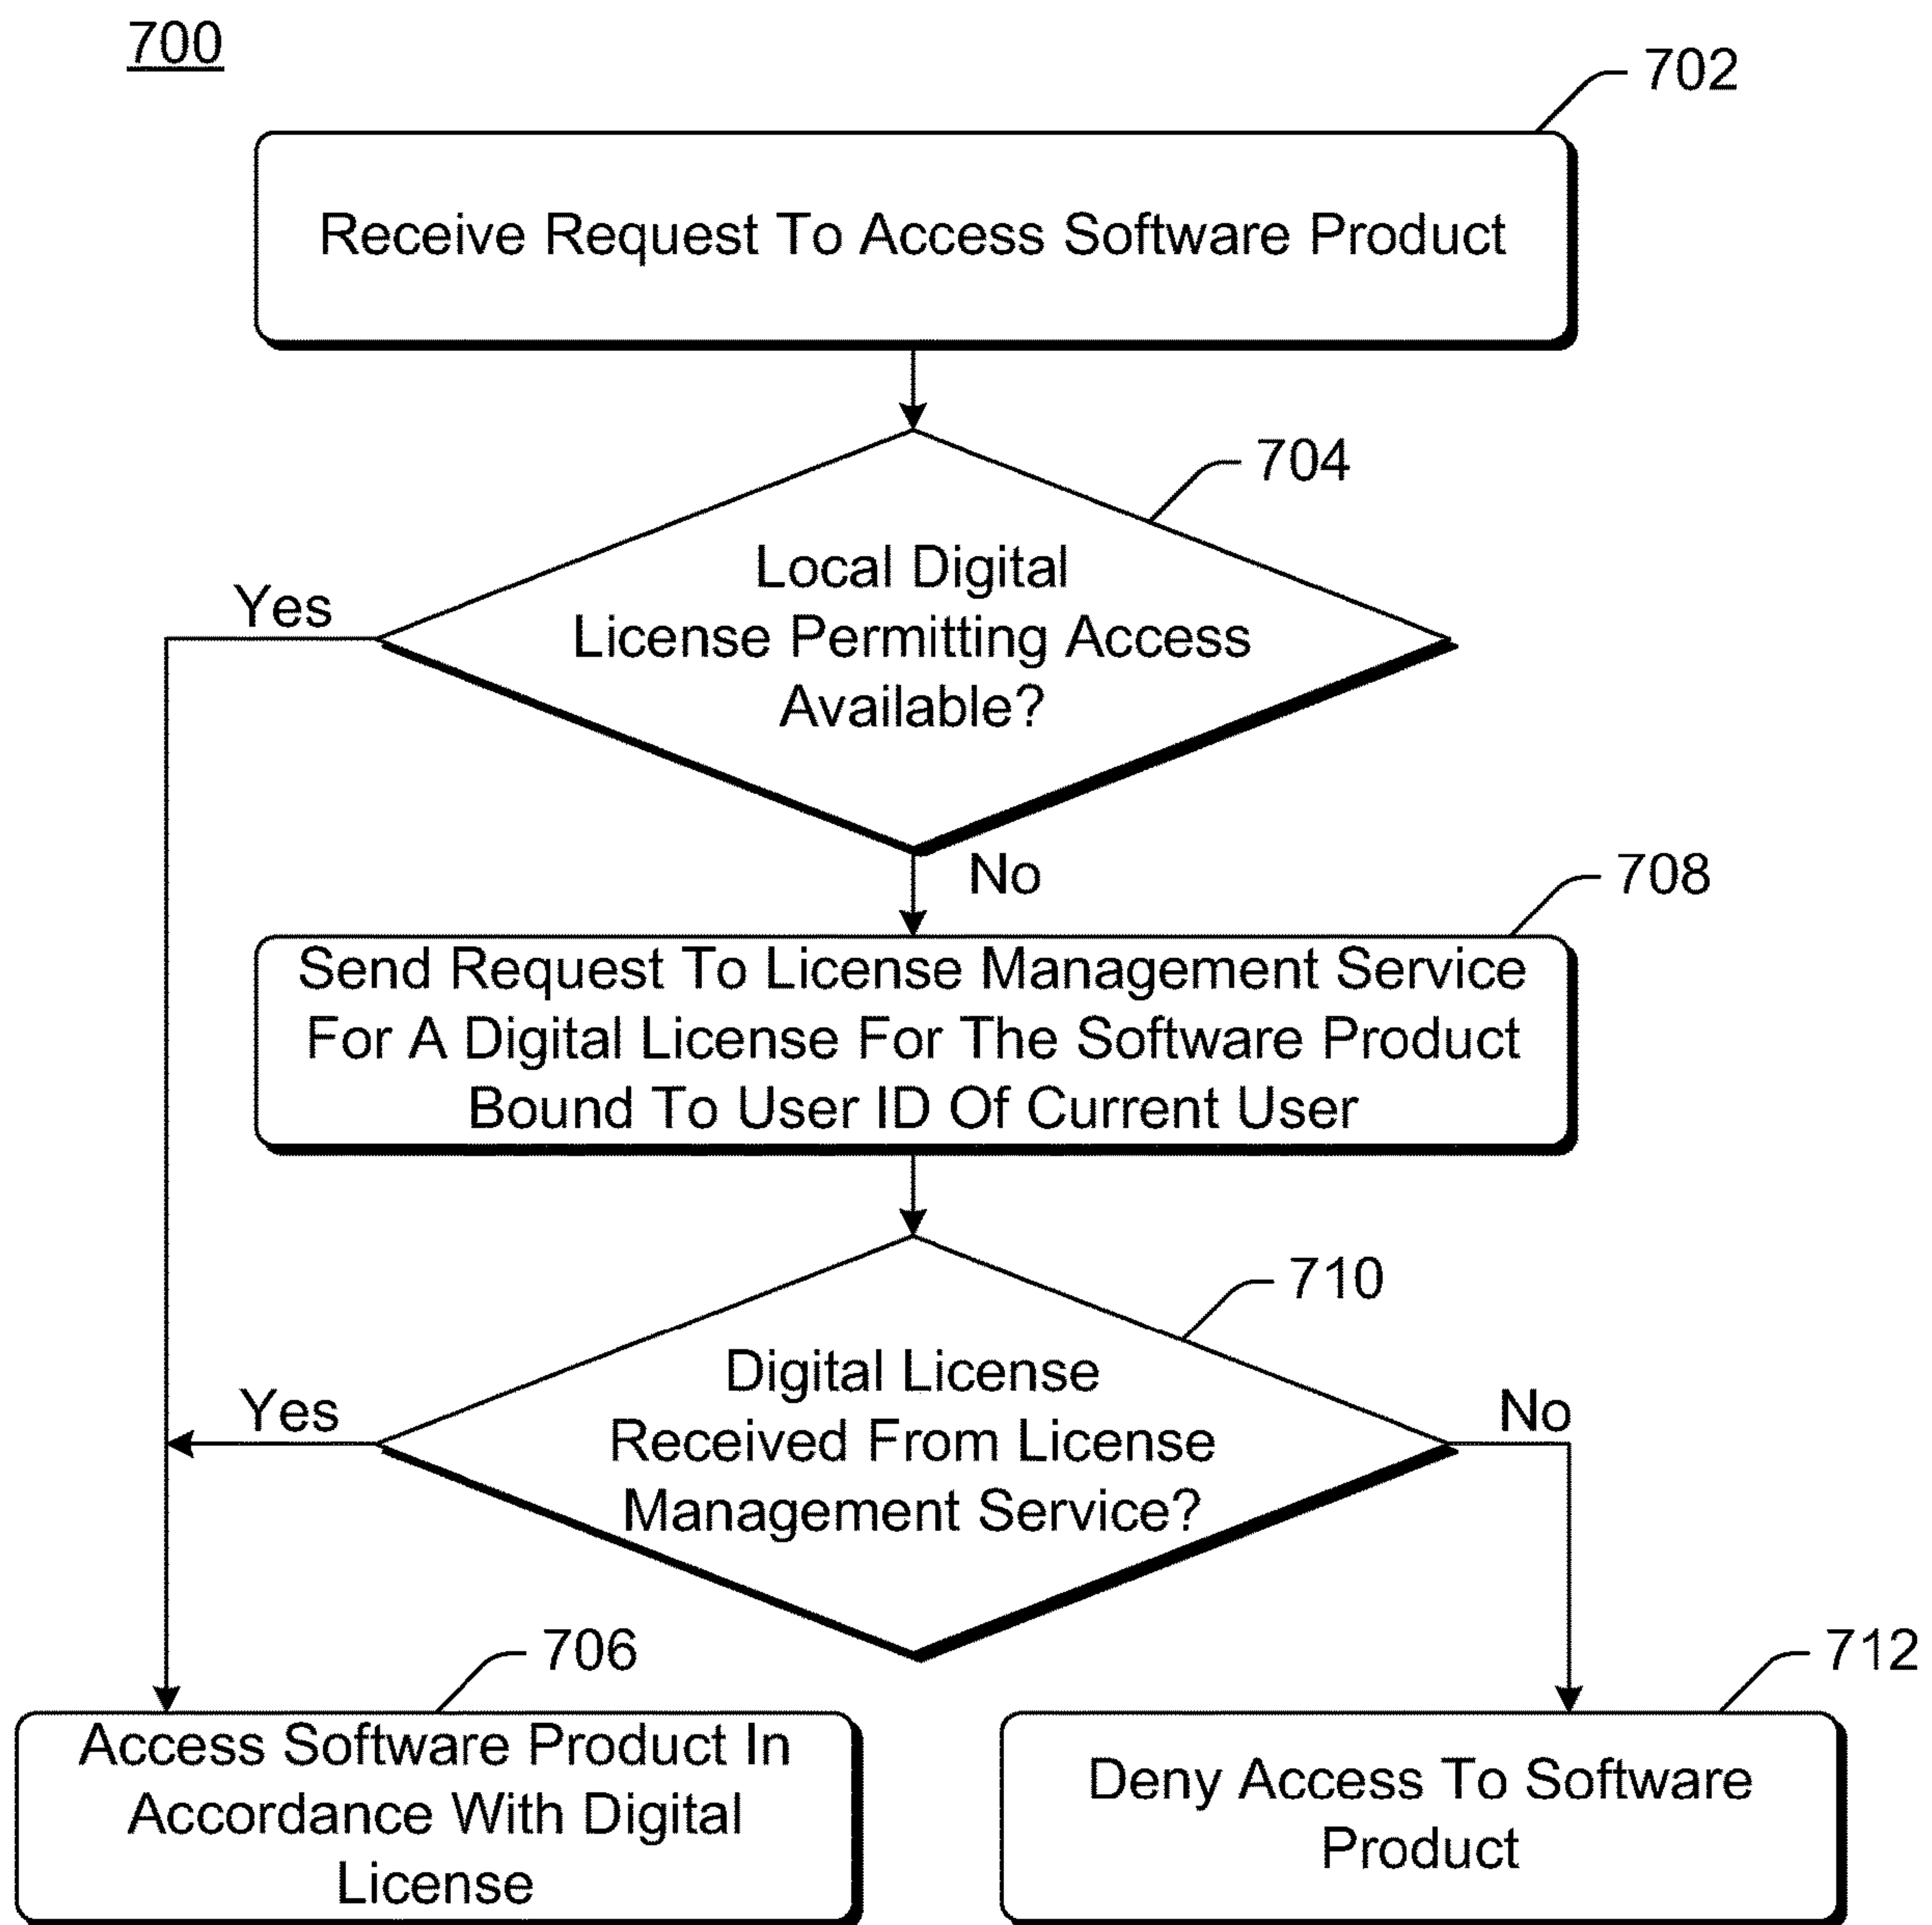 700
702
Receive Request To Access Software Product
704
Local Digital
License Permitting Access
Available?
Yes
No
708
Send Request To License Management Service
For A Digital License For The Software Product
Bound To User ID Of Current User
710
Digital License
Received From License
Management Service?
Yes
No
706
Access Software Product In
Accordance With Digital
License
712
Deny Access To Software
Product